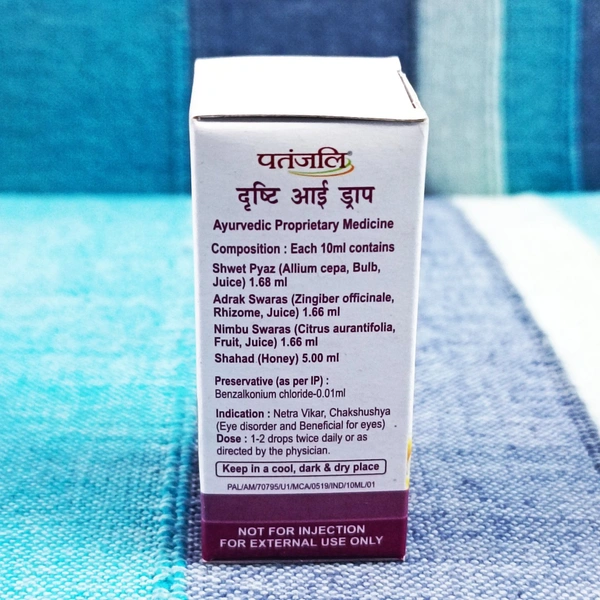 पतंजलि®
दृष्टि आई ड्राप
Ayurvedic Proprietary Medicine
Composition : Each 10ml contains
Shwet Pyaz (Allium cepa, Bulb,
Juice) 1.68 ml
Adrak Swaras (Zingiber officinale,
Rhizome, Juice) 1.66 ml
Nimbu Swaras (Citrus aurantifolia,
Fruit, Juice) 1.66 ml
Shahad (Honey) 5.00 ml
Preservative (as per IP) :
Benzalkonium chloride-0.01ml
Indication : Netra Vikar, Chakshushya
(Eye disorder and Beneficial for eyes)
Dose : 1-2 drops twice daily or as
directed by the physician.
Keep in a cool, dark & dry place
PAL/AM/70795/U1/MCA/0519/IND/10ML/01
NOT FOR INJECTION
FOR EXTERNAL USE ONLY